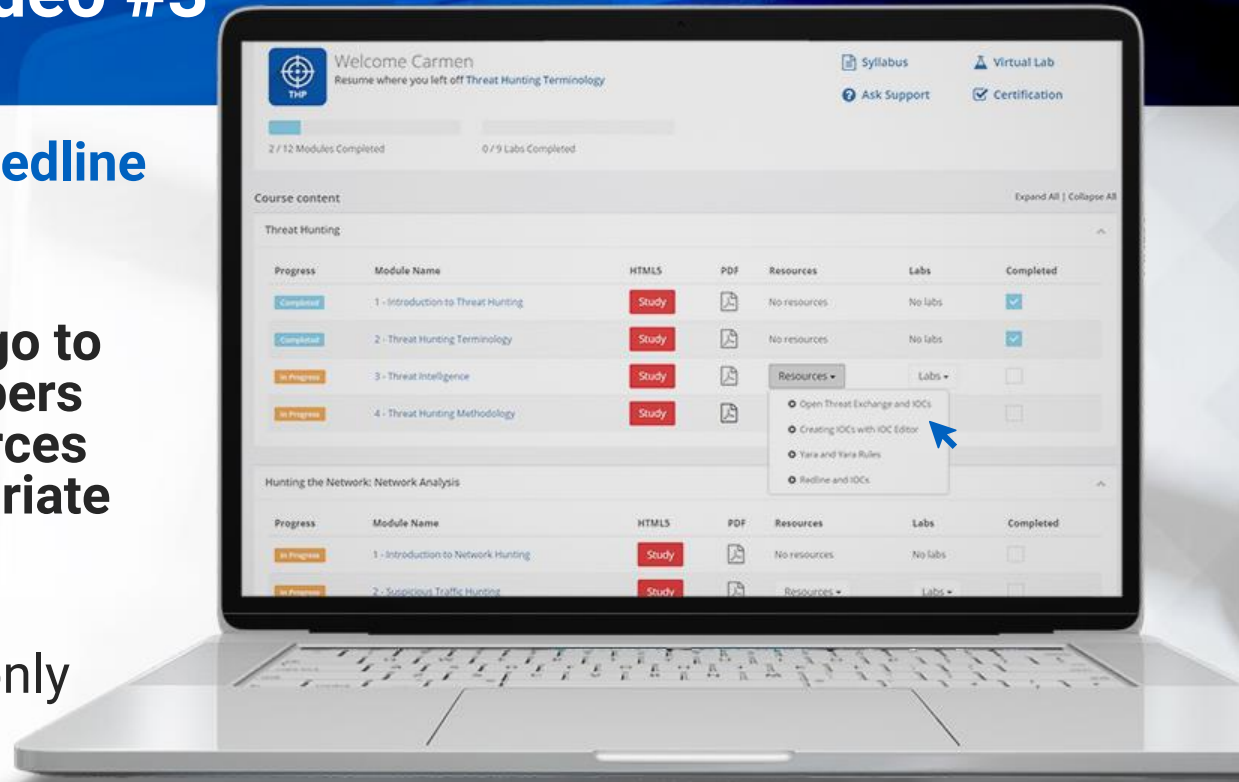 deo #3
edline
go to
bers
rces
riate
only
THP
Welcome Carmen
Resume where you left off Threat Hunting Terminology
Syllabus
Virtual Lab
Ask Support
Certification
2 / 12 Modules Completed
0 / 9 Labs Completed
Course content
Expand All | Collapse All
Threat Hunting
Progress Module Name HTML5 PDF Resources Labs Completed
Completed 1 - Introduction to Threat Hunting Study No resources No labs
Completed 2 - Threat Hunting Terminology Study No resources No labs
In Progress 3 - Threat Intelligence Study Resources Labs
In Progress 4 - Threat Hunting Methodology Study
Open Threat Exchange and IOCs
Creating IOCs with IOC Editor
Yara and Yara Rules
Redline and IOCs
Hunting the Network: Network Analysis
Progress Module Name HTML5 PDF Resources Labs Completed
In Progress 1 - Introduction to Network Hunting Study No resources No labs
In Progress 2 - Suspicious Traffic Hunting Study Resources Labs